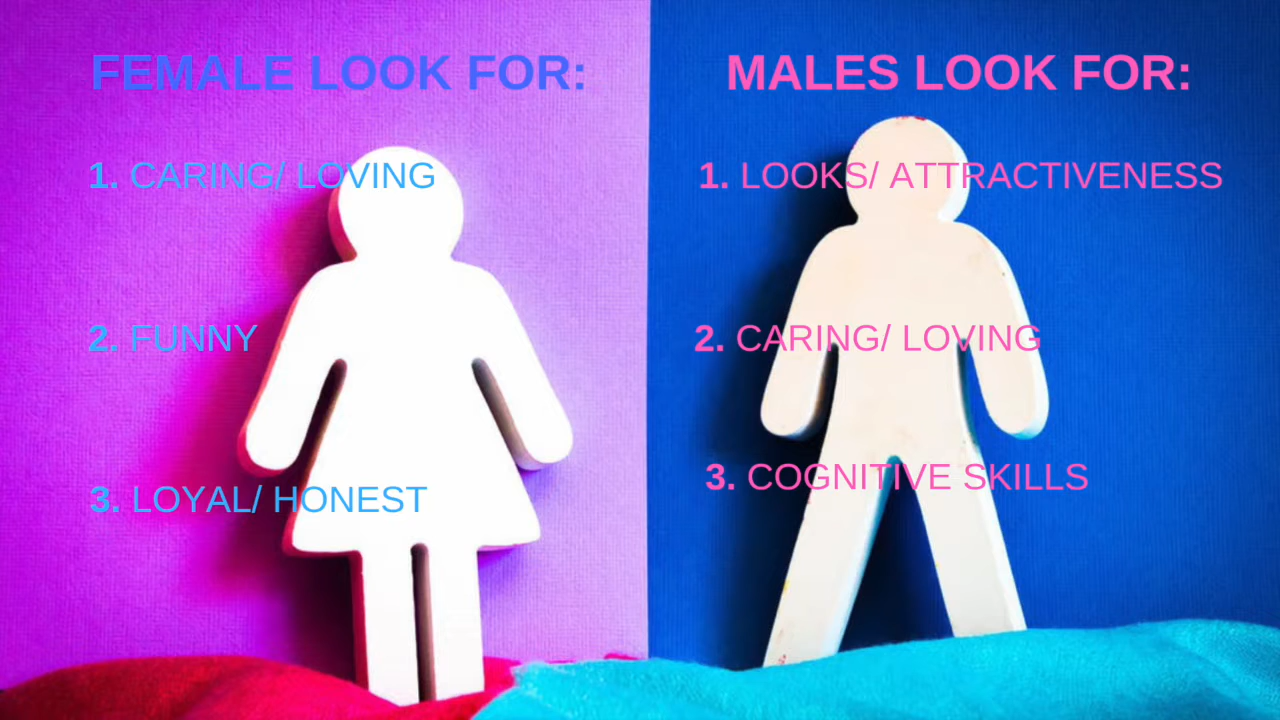 FEMALE LOOK FOR:
1. CARING/ LOVING
2. FUNNY
3. LOYAL/ HONEST
MALES LOOK FOR:
1. LOOKS/ ATTRACTIVENESS
2. CARING/ LOVING
3. COGNITIVE SKILLS